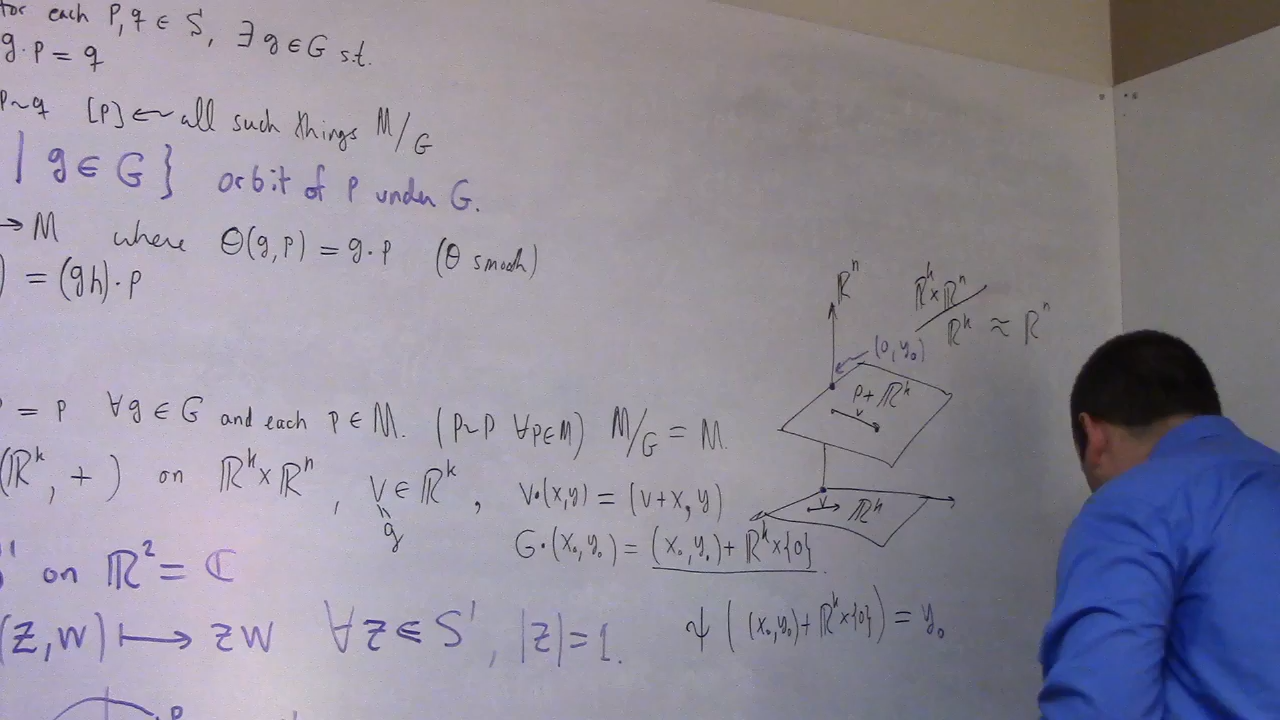 for each p, q ∈ S, ∃ g ∈ G s.t.
g·p = q
p~q [p] ← all such things M/G
| g ∈ G } orbit of p under G.
→ M where Θ(g,p) = g·p (Θ smooth)
) = (gh)·p
= p ∀g ∈ G and each p ∈ M. (p~p ∀p∈M) M/G = M.
(ℝᵏ, +) on ℝᵏ×ℝⁿ, v ∈ ℝᵏ, v·(x,y) = (v+x, y)
g
G·(x₀,y₀) = (x₀,y₀) + ℝᵏ×{0}
S¹ on ℝ² = ℂ
(z,w) ↦ zw ∀z ∈ S¹, |z|=1.
ψ((x₀,y₀) + ℝᵏ×{0}) = y₀
p
ℝⁿ
ℝᵏ×ℝⁿ / ℝᵏ ≈ ℝⁿ
(0,y₀)
p + ℝᵏ
v
v ℝᵏ